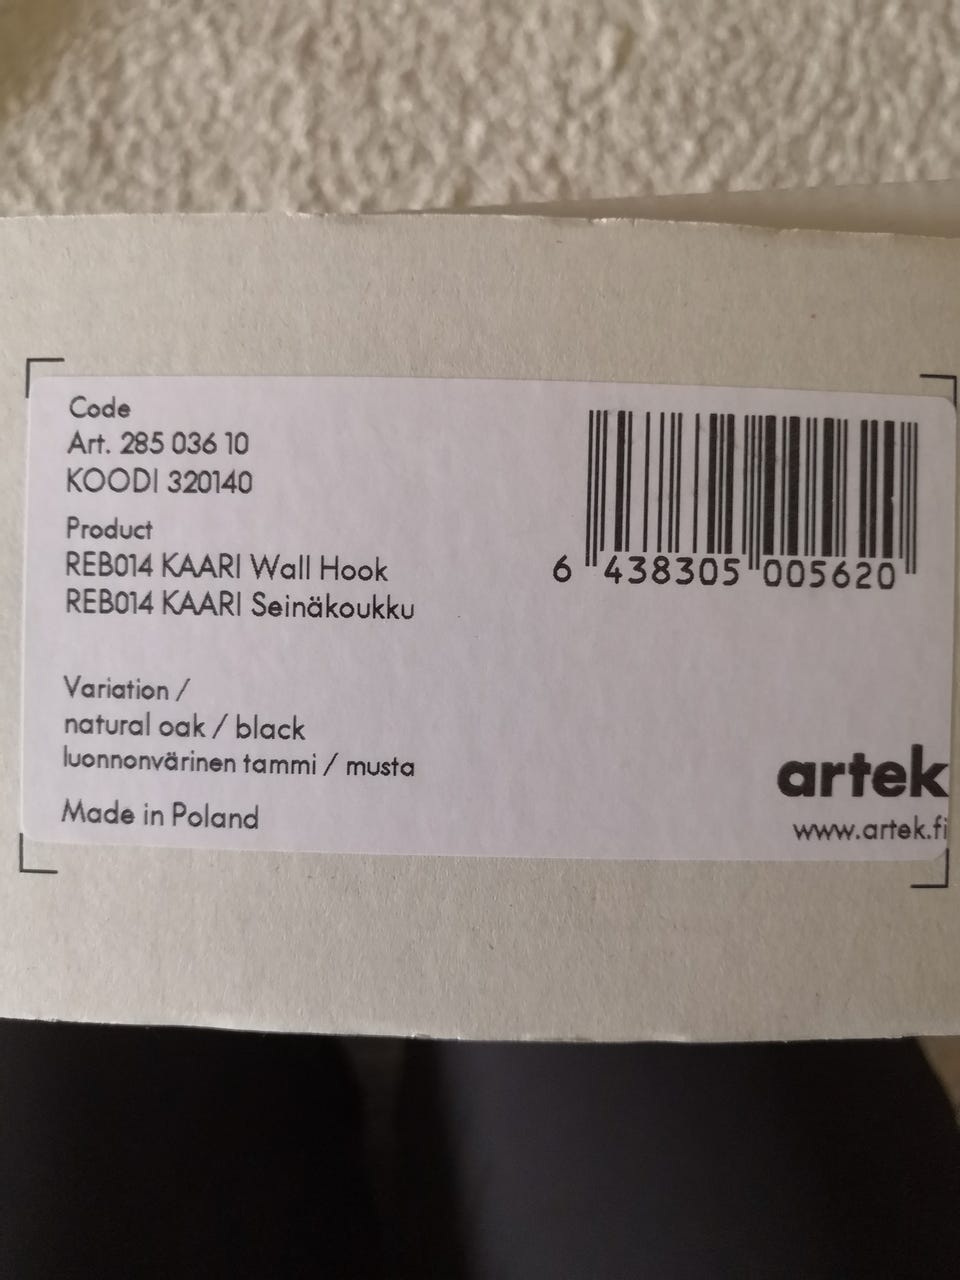 Code
Art. 285 036 10
KOODI 320140
Product
REB014 KAARI Wall Hook
REB014 KAARI Seinäkoukku
Variation /
natural oak / black
luonnonvärinen tammi / musta
Made in Poland
6 438305 005620
artek
www.artek.fi